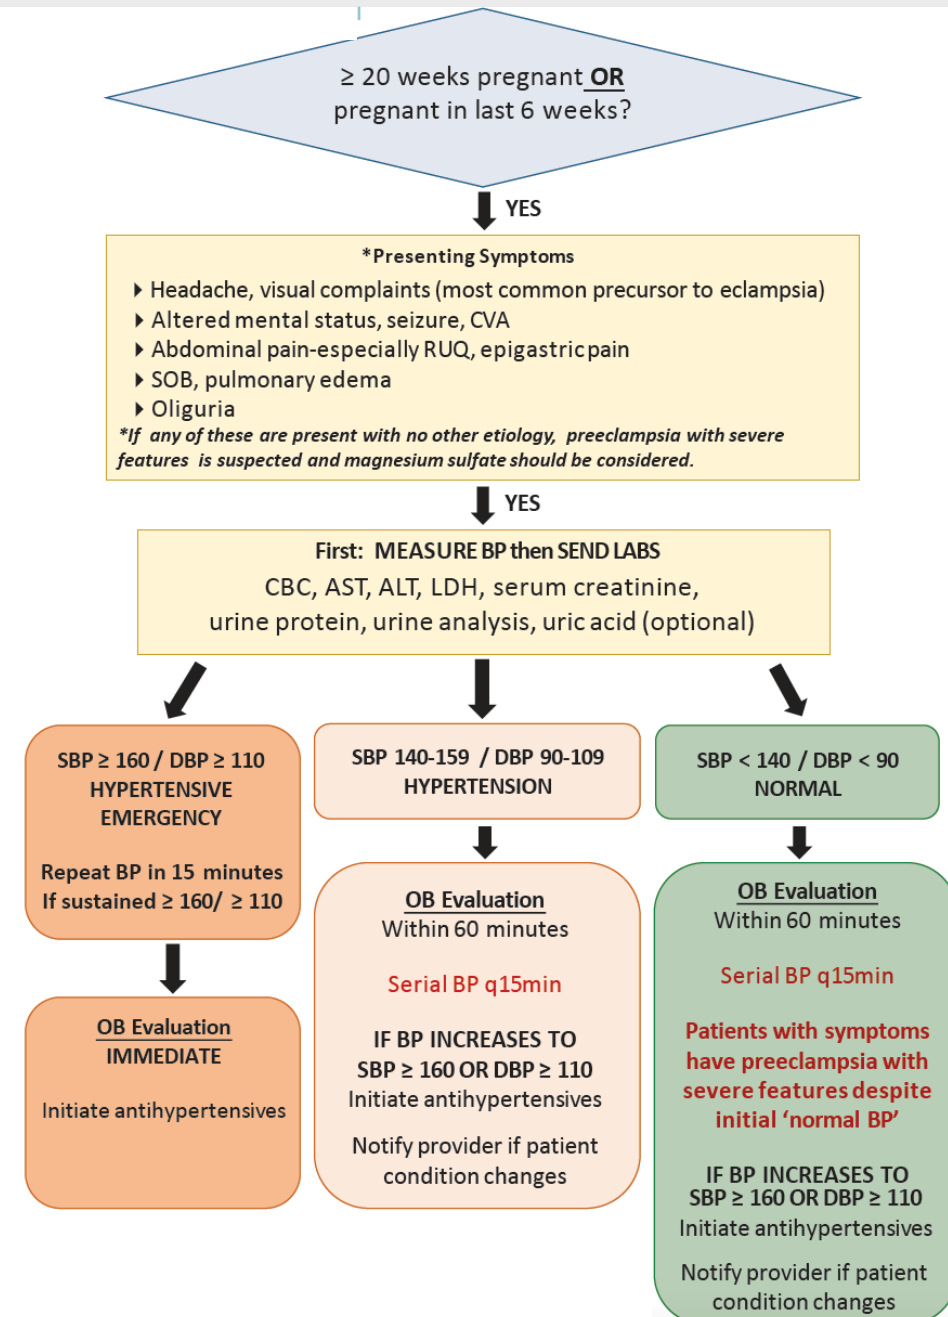 ≥ 20 weeks pregnant OR
pregnant in last 6 weeks?
YES
*Presenting Symptoms
Headache, visual complaints (most common precursor to eclampsia)
Altered mental status, seizure, CVA
Abdominal pain-especially RUQ, epigastric pain
SOB, pulmonary edema
Oliguria
*If any of these are present with no other etiology, preeclampsia with severe
features is suspected and magnesium sulfate should be considered.
YES
First: MEASURE BP then SEND LABS
CBC, AST, ALT, LDH, serum creatinine,
urine protein, urine analysis, uric acid (optional)
SBP ≥ 160 / DBP ≥ 110
HYPERTENSIVE
EMERGENCY
Repeat BP in 15 minutes
If sustained ≥ 160/ ≥ 110
OB Evaluation
IMMEDIATE
Initiate antihypertensives
SBP 140-159 / DBP 90-109
HYPERTENSION
OB Evaluation
Within 60 minutes
Serial BP q15min
IF BP INCREASES TO
SBP ≥ 160 OR DBP ≥ 110
Initiate antihypertensives
Notify provider if patient
condition changes
SBP < 140 / DBP < 90
NORMAL
OB Evaluation
Within 60 minutes
Serial BP q15min
Patients with symptoms
have preeclampsia with
severe features despite
initial ‘normal BP’
IF BP INCREASES TO
SBP ≥ 160 OR DBP ≥ 110
Initiate antihypertensives
Notify provider if patient
condition changes